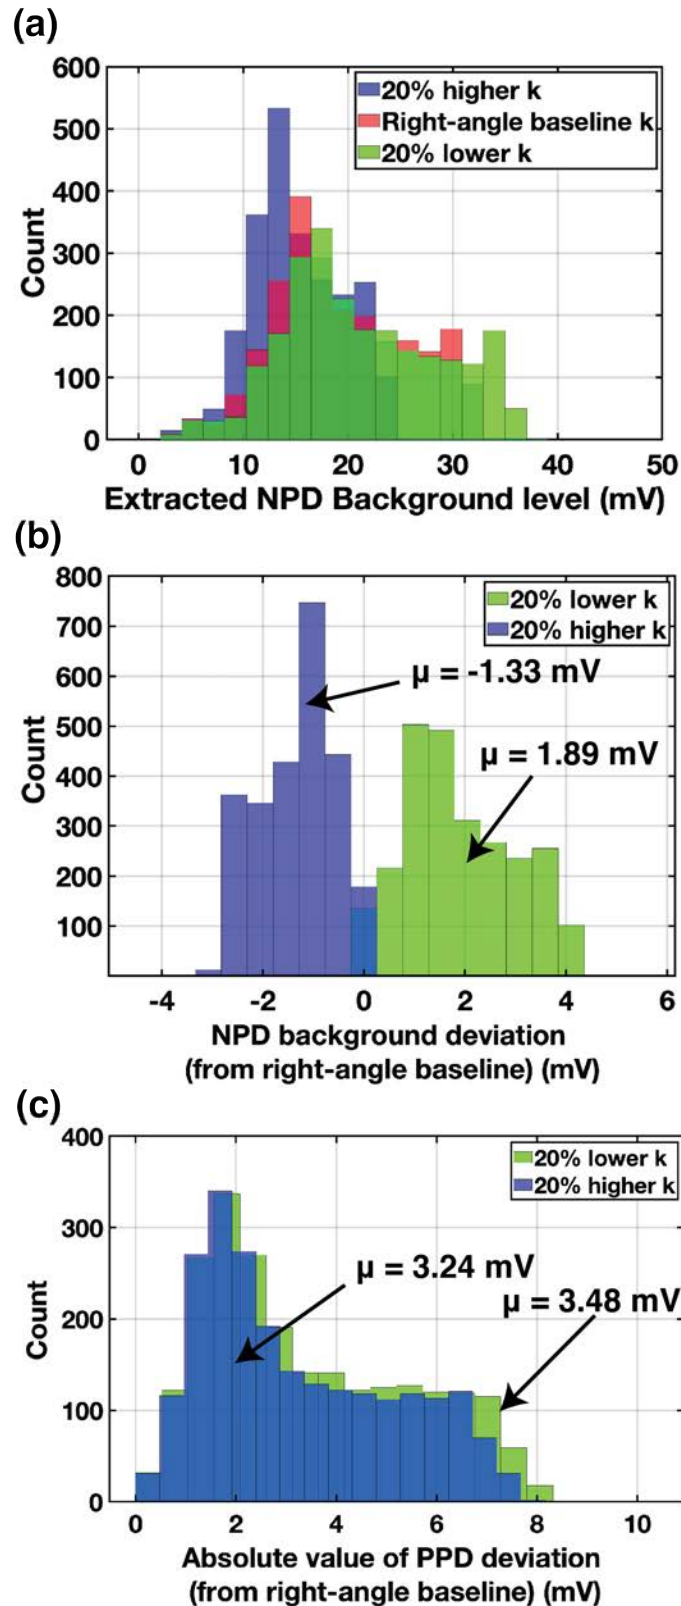 (a)
600
500
400
300
200
100
0
Count
20% higher k
Right-angle baseline k
20% lower k
0 10 20 30 40 50
Extracted NPD Background level (mV)
(b)
800
700
600
500
400
300
200
100
Count
20% lower k
20% higher k
μ = -1.33 mV
μ = 1.89 mV
-4 -2 0 2 4 6
NPD background deviation
(from right-angle baseline) (mV)
(c)
400
300
200
100
0
Count
20% lower k
20% higher k
μ = 3.24 mV
μ = 3.48 mV
0 2 4 6 8 10
Absolute value of PPD deviation
(from right-angle baseline) (mV)